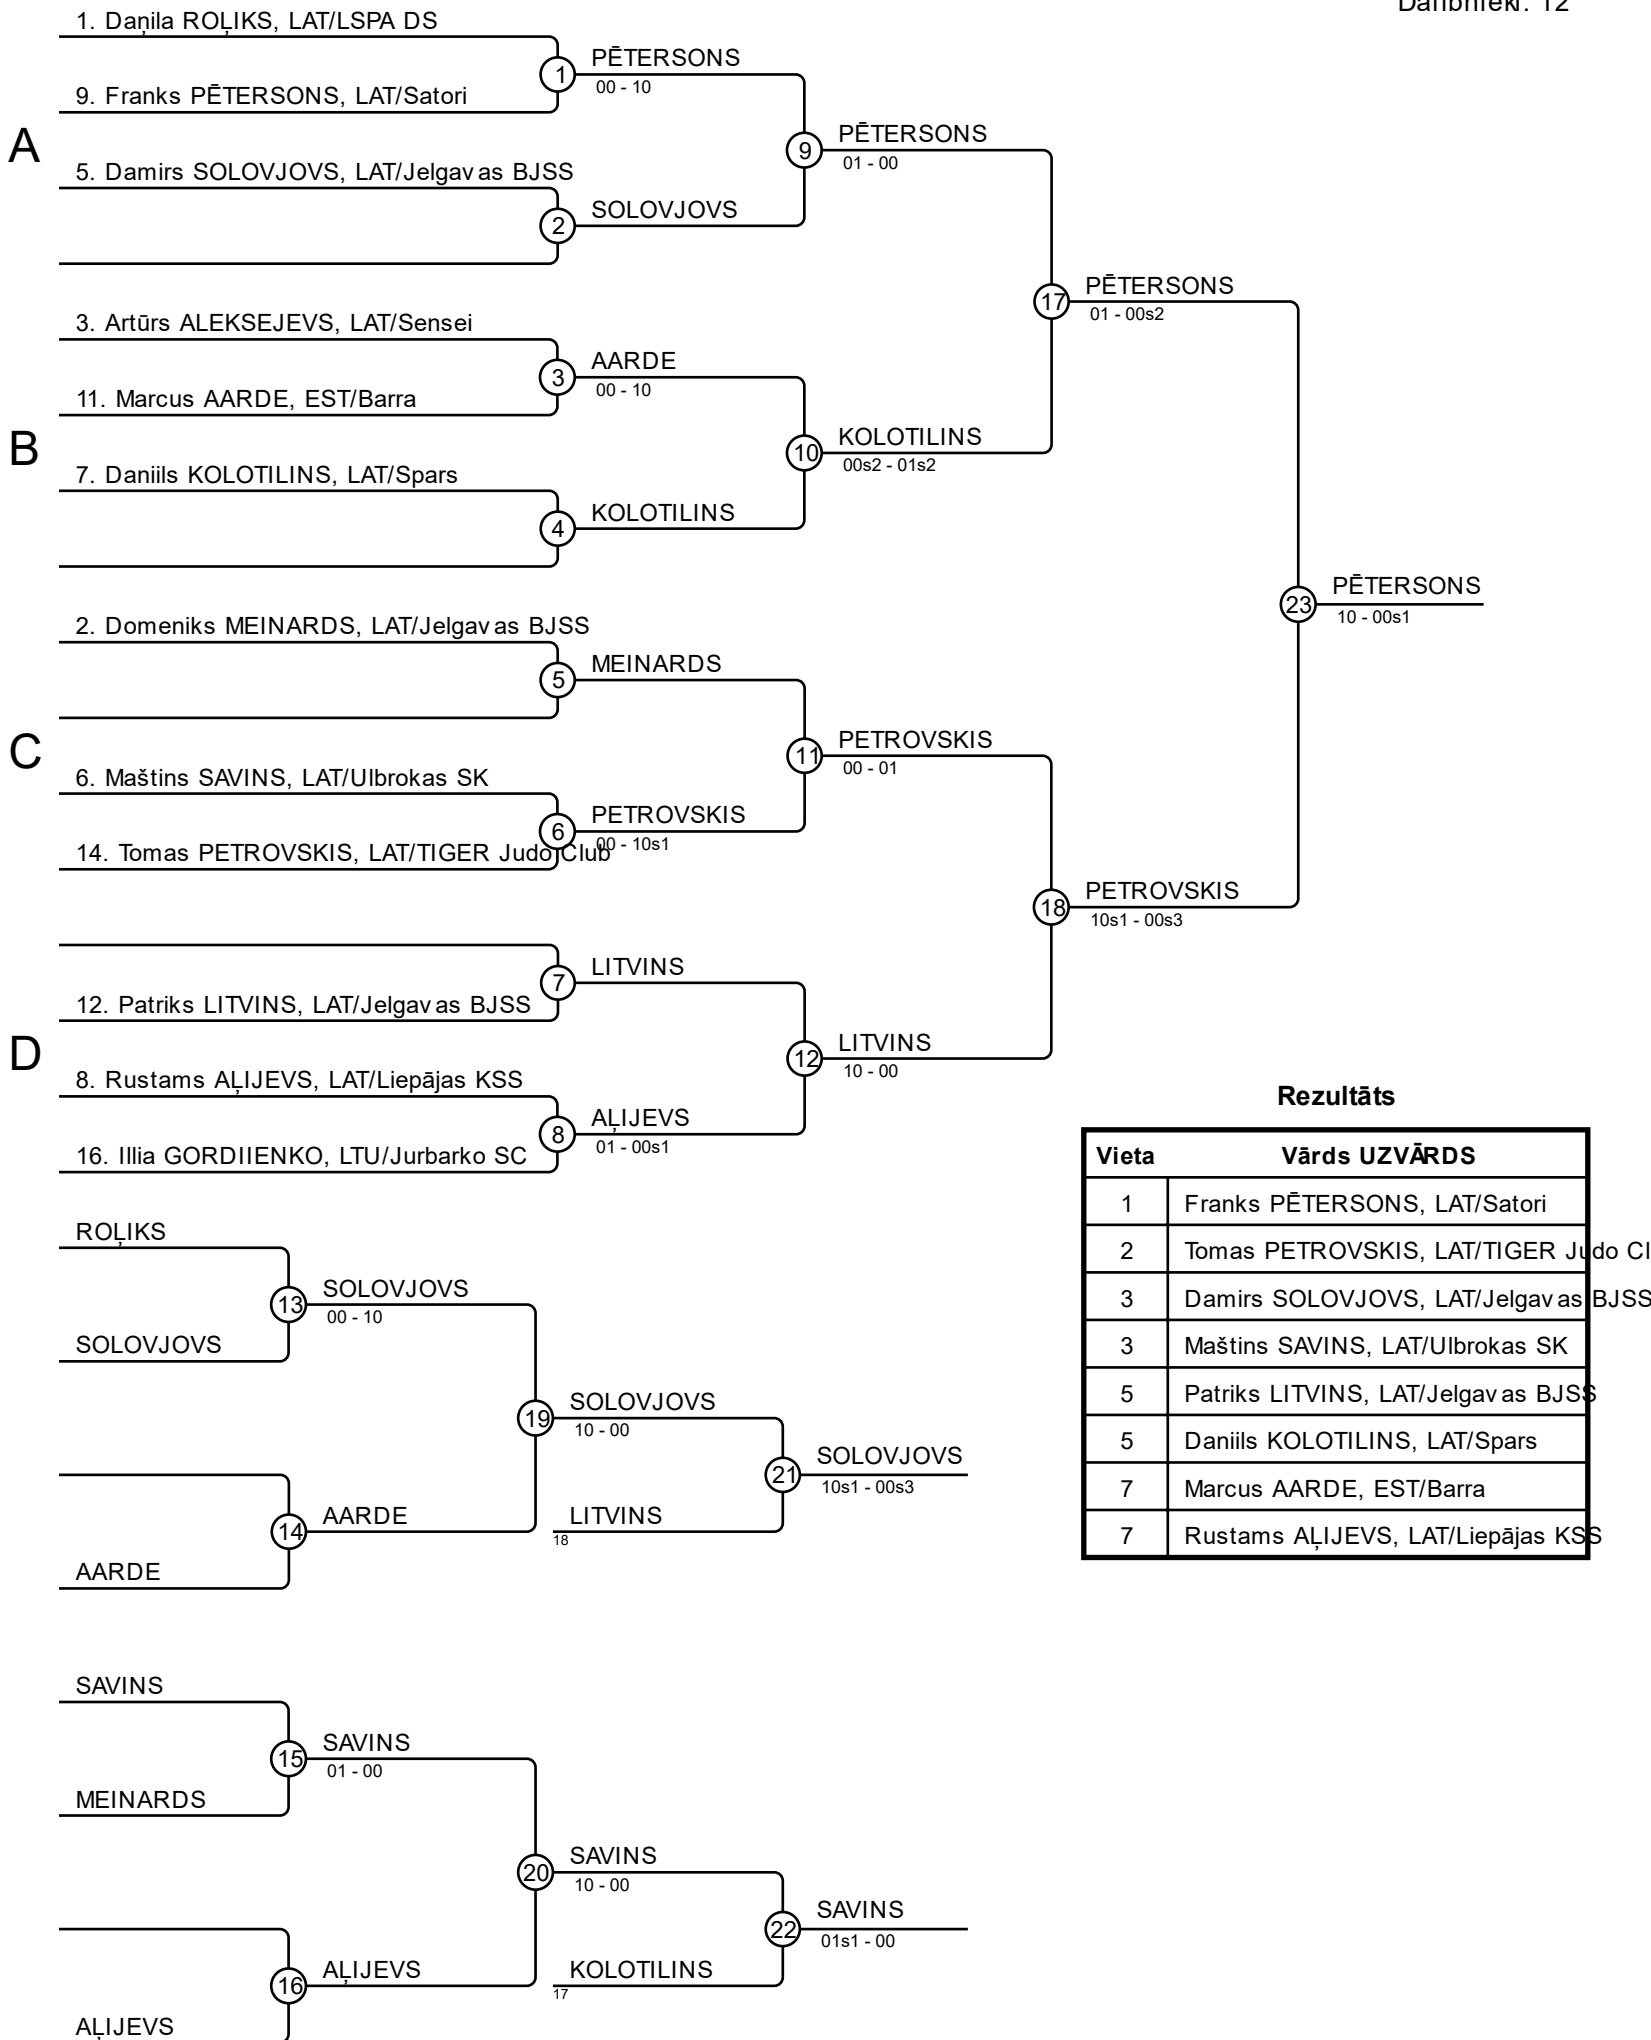 Dalībnieki: 12
1. Daņila ROĻIKS, LAT/LSPA DS
PĒTERSONS
1
00 - 10
9. Franks PĒTERSONS, LAT/Satori
A
PĒTERSONS
9
01 - 00
5. Damirs SOLOVJOVS, LAT/Jelgavas BJSS
SOLOVJOVS
2
PĒTERSONS
17
01 - 00s2
3. Artūrs ALEKSEJEVS, LAT/Sensei
AARDE
3
00 - 10
11. Marcus AARDE, EST/Barra
B
KOLOTILINS
10
00s2 - 01s2
7. Daniils KOLOTILINS, LAT/Spars
KOLOTILINS
4
PĒTERSONS
23
10 - 00s1
2. Domeniks MEINARDS, LAT/Jelgavas BJSS
MEINARDS
5
C
PETROVSKIS
11
00 - 01
6. Maštins SAVINS, LAT/Ulbrokas SK
PETROVSKIS
6
00 - 10s1
14. Tomas PETROVSKIS, LAT/TIGER Judo Club
PETROVSKIS
18
10s1 - 00s3
LITVINS
7
12. Patriks LITVINS, LAT/Jelgavas BJSS
D
LITVINS
12
10 - 00
8. Rustams AĻIJEVS, LAT/Liepājas KSS
AĻIJEVS
8
01 - 00s1
16. Illia GORDIIENKO, LTU/Jurbarko SC
Rezultāts
Vieta Vārds UZVĀRDS
1 Franks PĒTERSONS, LAT/Satori
2 Tomas PETROVSKIS, LAT/TIGER Judo Cl
3 Damirs SOLOVJOVS, LAT/Jelgavas BJSS
3 Maštins SAVINS, LAT/Ulbrokas SK
5 Patriks LITVINS, LAT/Jelgavas BJSS
5 Daniils KOLOTILINS, LAT/Spars
7 Marcus AARDE, EST/Barra
7 Rustams AĻIJEVS, LAT/Liepājas KSS
ROĻIKS
SOLOVJOVS
13
00 - 10
SOLOVJOVS
SOLOVJOVS
19
10 - 00
SOLOVJOVS
21
10s1 - 00s3
AARDE
14
LITVINS
18
AARDE
SAVINS
SAVINS
15
01 - 00
MEINARDS
SAVINS
20
10 - 00
SAVINS
22
01s1 - 00
AĻIJEVS
16
KOLOTILINS
17
AĻIJEVS